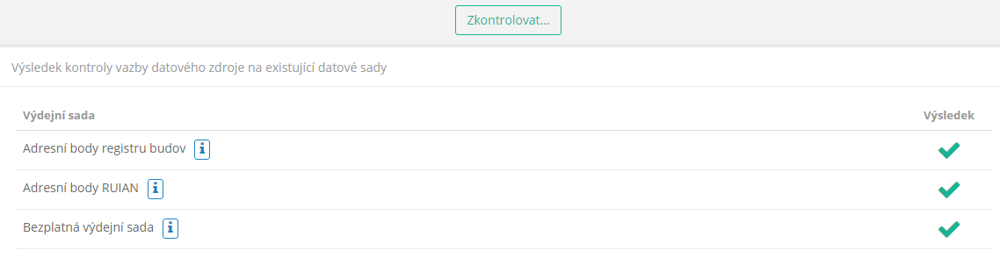 Zkontrolovat...
Výsledek kontroly vazby datového zdroje na existující datové sady
Výdejní sada Výsledek
Adresní body registru budov i
Adresní body RUIAN i
Bezplatná výdejní sada i